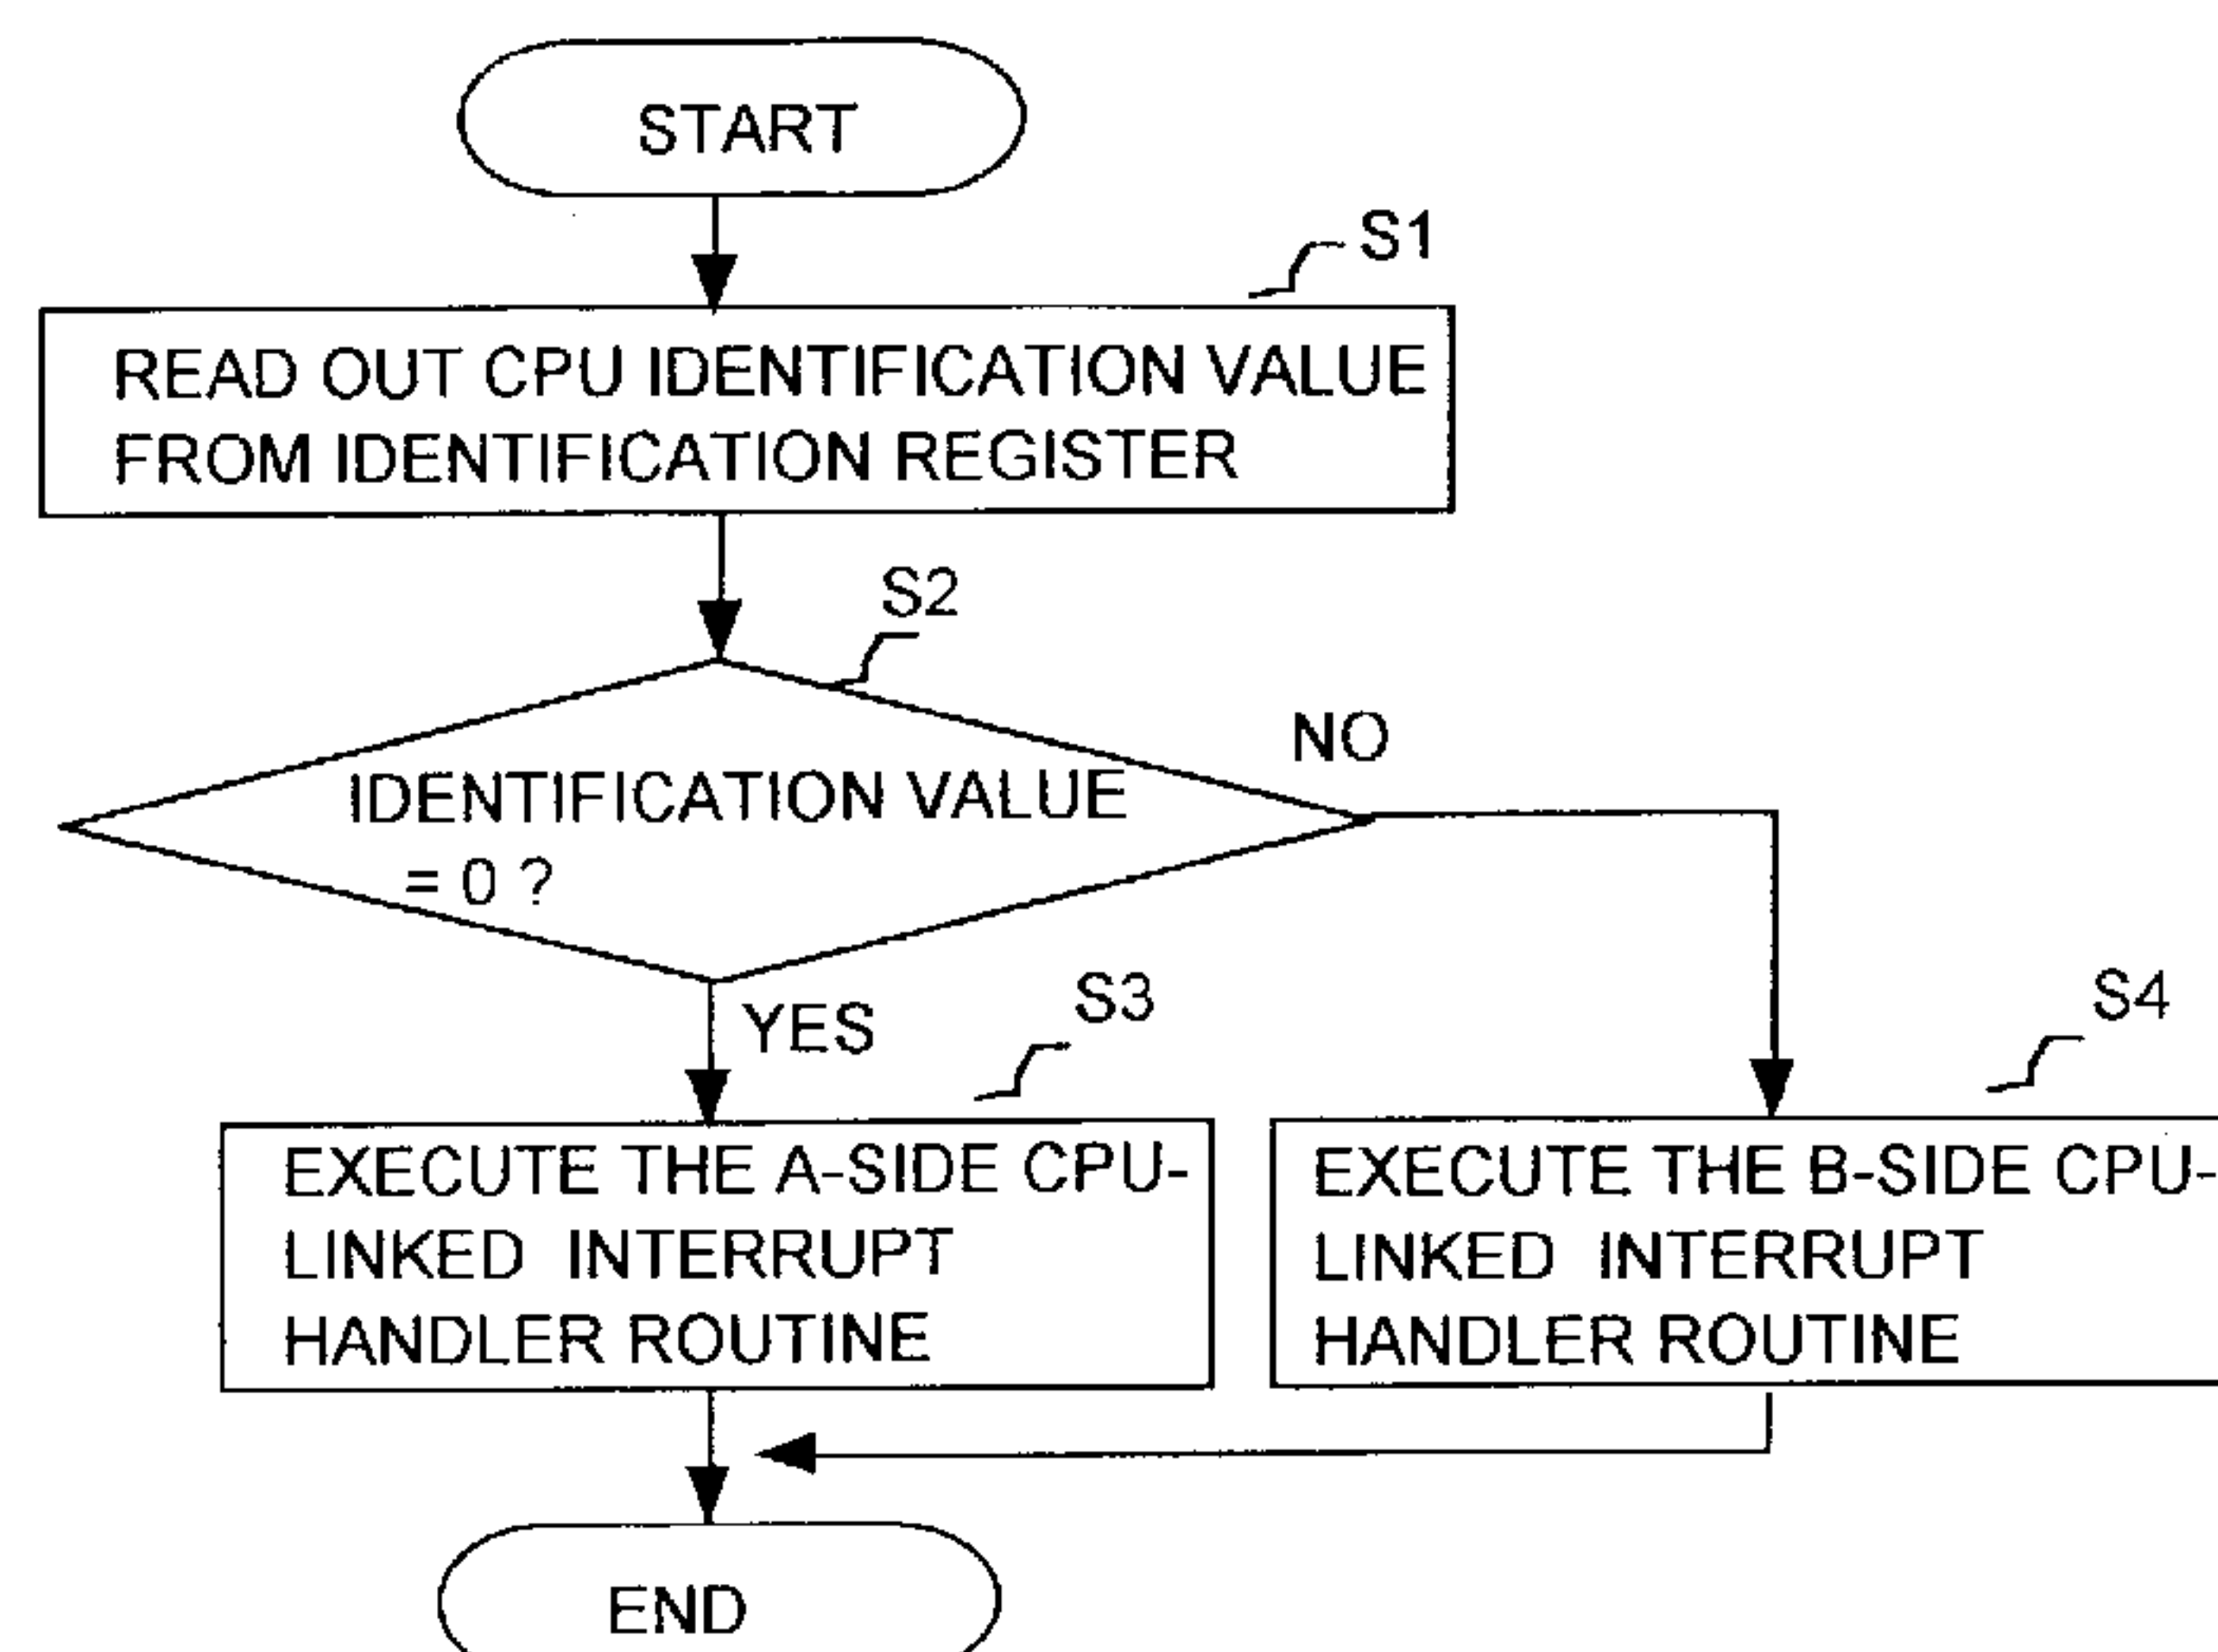 START
S1
READ OUT CPU IDENTIFICATION VALUE
FROM IDENTIFICATION REGISTER
S2
NO
IDENTIFICATION VALUE
= 0 ?
YES
S3
S4
EXECUTE THE A-SIDE CPU-
LINKED INTERRUPT
HANDLER ROUTINE
EXECUTE THE B-SIDE CPU-
LINKED INTERRUPT
HANDLER ROUTINE
END